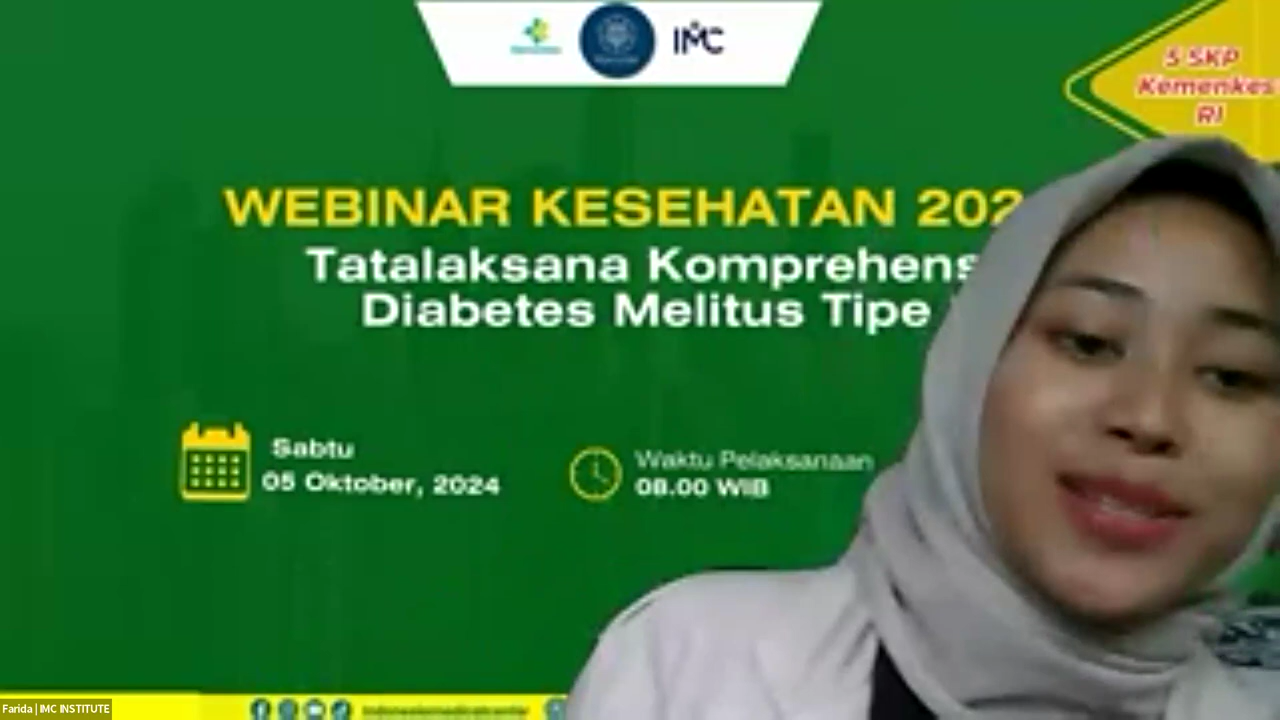 IMC
5 SKP
Kemenkes
RI
WEBINAR KESEHATAN 202
Tatalaksana Komprehens
Diabetes Melitus Tipe
Sabtu
05 Oktober, 2024
Waktu Pelaksanaan
08.00 WIB
Farida | IMC INSTITUTE
indonesiamedicalcenter